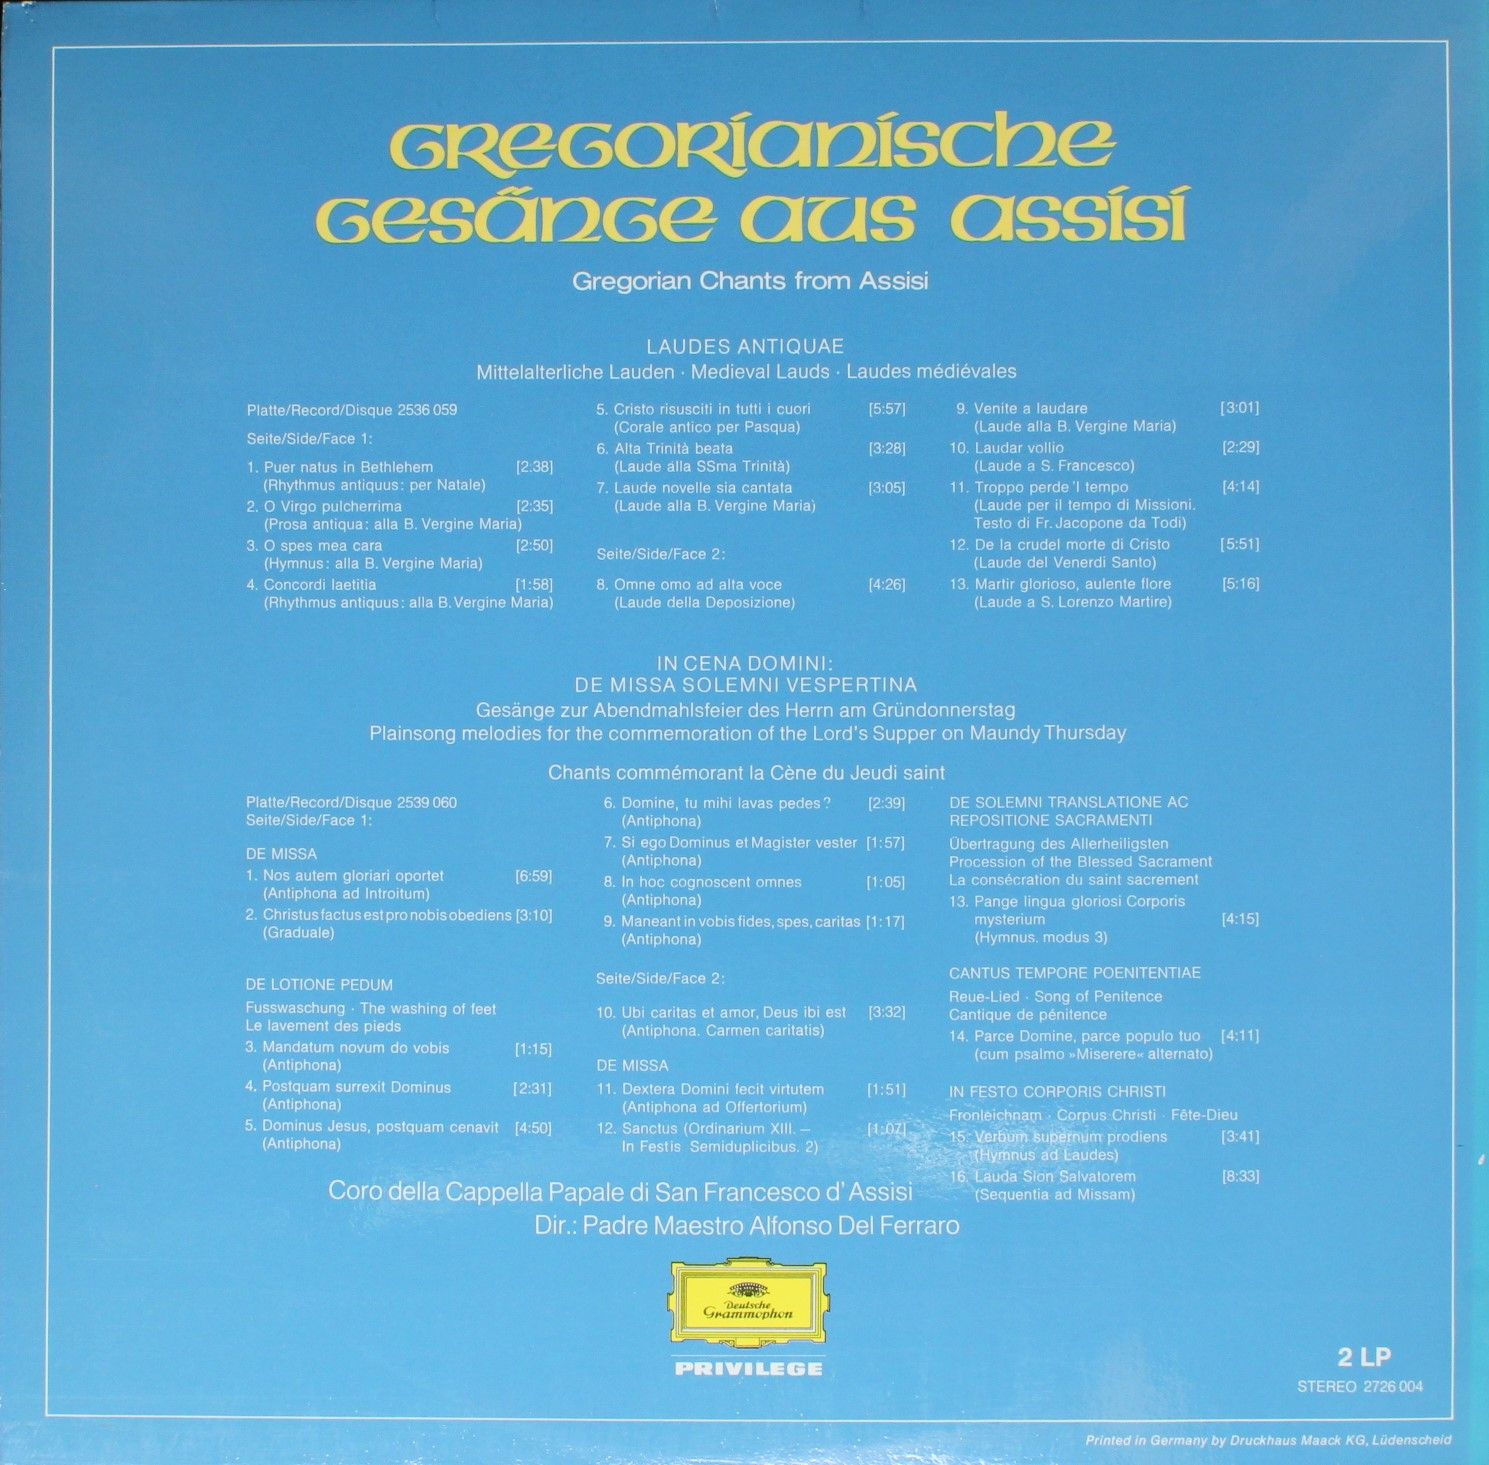 Gregorianische
Gesänge aus Assisi
Gregorian Chants from Assisi
LAUDES ANTIQUAE
Mittelalterliche Lauden · Medieval Lauds · Laudes médiévales
Platte/Record/Disque 2536 059
Seite/Side/Face 1:
1. Puer natus in Bethlehem [2:38]
(Rhythmus antiquus: per Natale)
2. O Virgo pulcherrima [2:35]
(Prosa antiqua: alla B. Vergine Maria)
3. O spes mea cara [2:50]
(Hymnus: alla B. Vergine Maria)
4. Concordi laetitia [1:58]
(Rhythmus antiquus: alla B. Vergine Maria)
5. Cristo risusciti in tutti i cuori [5:57]
(Corale antico per Pasqua)
6. Alta Trinità beata [3:28]
(Laude alla SSma Trinità)
7. Laude novelle sia cantata [3:05]
(Laude alla B. Vergine Maria)
Seite/Side/Face 2:
8. Omne omo ad alta voce [4:26]
(Laude della Deposizione)
9. Venite a laudare [3:01]
(Laude alla B. Vergine Maria)
10. Laudar vollio [2:29]
(Laude a S. Francesco)
11. Troppo perde 'l tempo [4:14]
(Laude per il tempo di Missioni.
Testo di Fr. Jacopone da Todi)
12. De la crudel morte di Cristo [5:51]
(Laude del Venerdi Santo)
13. Martir glorioso, aulente flore [5:16]
(Laude a S. Lorenzo Martire)
IN CENA DOMINI:
DE MISSA SOLEMNI VESPERTINA
Gesänge zur Abendmahlsfeier des Herrn am Gründonnerstag
Plainsong melodies for the commemoration of the Lord's Supper on Maundy Thursday
Chants commémorant la Cène du Jeudi saint
Platte/Record/Disque 2539 060
Seite/Side/Face 1:
DE MISSA
1. Nos autem gloriari oportet [6:59]
(Antiphona ad Introitum)
2. Christus factus est pro nobis obediens [3:10]
(Graduale)
DE LOTIONE PEDUM
Fusswaschung · The washing of feet
Le lavement des pieds
3. Mandatum novum do vobis [1:15]
(Antiphona)
4. Postquam surrexit Dominus [2:31]
(Antiphona)
5. Dominus Jesus, postquam cenavit [4:50]
(Antiphona)
6. Domine, tu mihi lavas pedes? [2:39]
(Antiphona)
7. Si ego Dominus et Magister vester [1:57]
(Antiphona)
8. In hoc cognoscent omnes [1:05]
(Antiphona)
9. Maneant in vobis fides, spes, caritas [1:17]
(Antiphona)
Seite/Side/Face 2:
10. Ubi caritas et amor, Deus ibi est [3:32]
(Antiphona. Carmen caritatis)
DE MISSA
11. Dextera Domini fecit virtutem [1:51]
(Antiphona ad Offertorium)
12. Sanctus (Ordinarium XIII. – [1:07]
In Festis Semiduplicibus. 2)
DE SOLEMNI TRANSLATIONE AC
REPOSITIONE SACRAMENTI
Übertragung des Allerheiligsten
Procession of the Blessed Sacrament
La consécration du saint sacrement
13. Pange lingua gloriosi Corporis
mysterium [4:15]
(Hymnus. modus 3)
CANTUS TEMPORE POENITENTIAE
Reue-Lied · Song of Penitence
Cantique de pénitence
14. Parce Domine, parce populo tuo [4:11]
(cum psalmo »Miserere« alternato)
IN FESTO CORPORIS CHRISTI
Fronleichnam · Corpus Christi · Fête-Dieu
15. Verbum supernum prodiens [3:41]
(Hymnus ad Laudes)
16. Lauda Sion Salvatorem [8:33]
(Sequentia ad Missam)
Coro della Cappella Papale di San Francesco d'Assisi
Dir.: Padre Maestro Alfonso Del Ferraro
Deutsche
Grammophon
PRIVILEGE
2 LP
STEREO 2726 004
Printed in Germany by Druckhaus Maack KG, Lüdenscheid